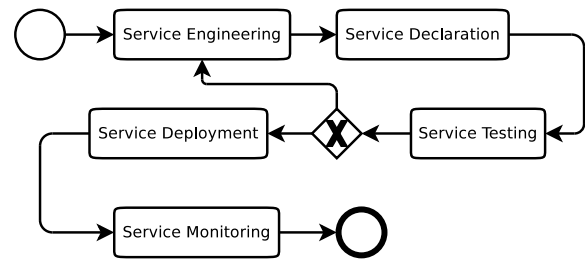 Service Engineering
Service Declaration
Service Deployment
X
Service Testing
Service Monitoring